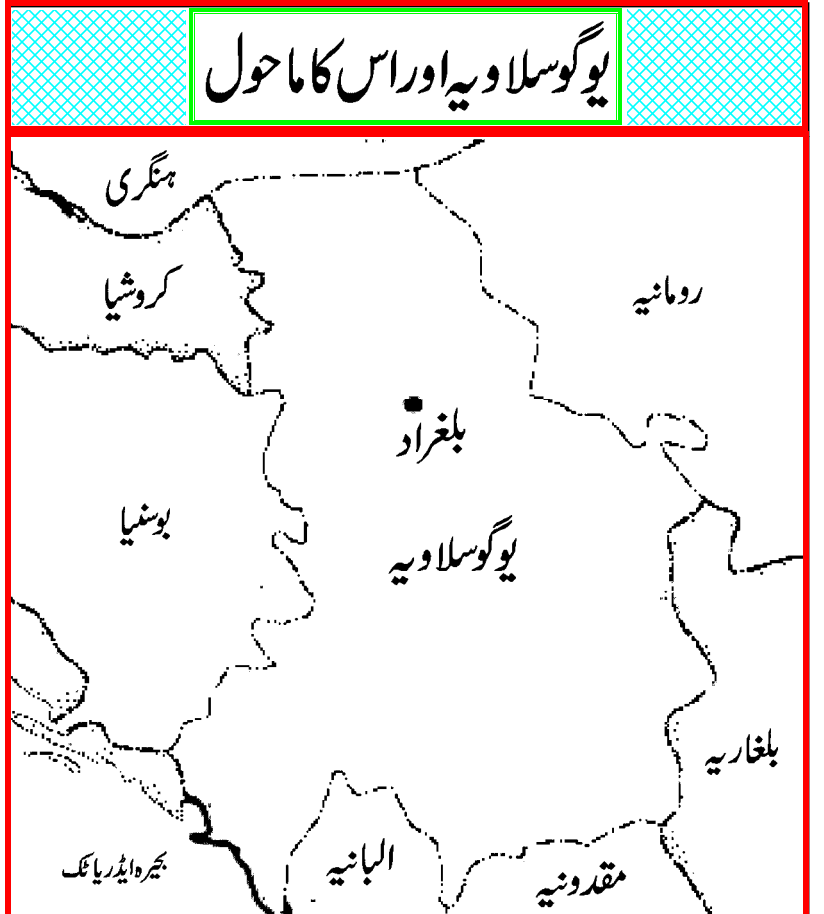 یوگوسلاویہ اور اس کا ماحول
ہنگری
کروشیا
رومانیہ
بلغراد
بوسنیا
یوگوسلاویہ
بلغاریہ
البانیہ
بحیرہ ایڈریاٹک
مقدونیہ